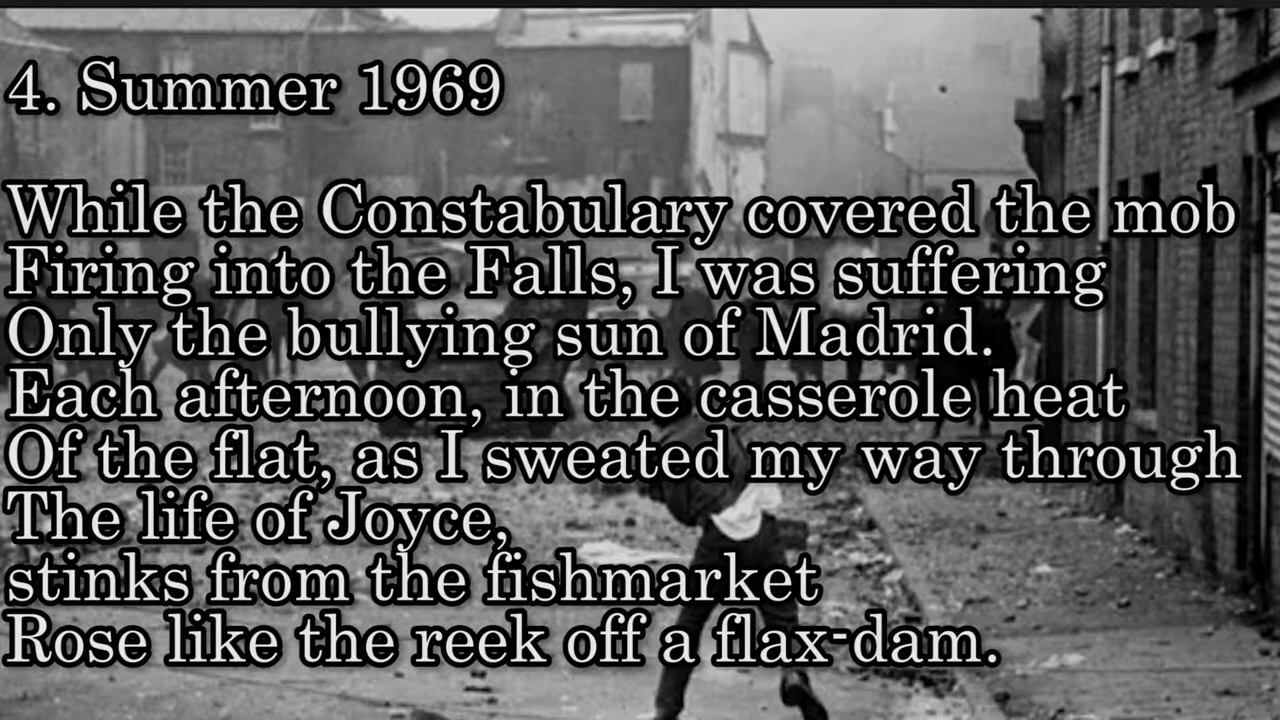 4. Summer 1969
While the Constabulary covered the mob
Firing into the Falls, I was suffering
Only the bullying sun of Madrid.
Each afternoon, in the casserole heat
Of the flat, as I sweated my way through
The life of Joyce,
stinks from the fishmarket
Rose like the reek off a flax-dam.